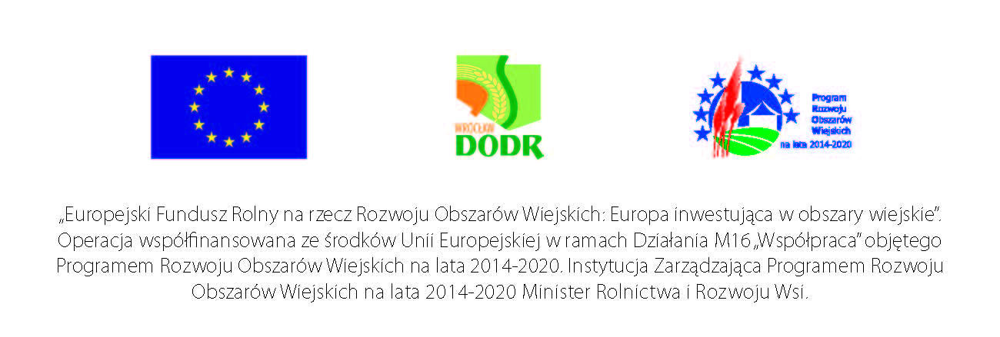 WROCŁAW
DODR
Program
Rozwoju
Obszarów
Wiejskich
na lata 2014-2020
„Europejski Fundusz Rolny na rzecz Rozwoju Obszarów Wiejskich: Europa inwestująca w obszary wiejskie”.
Operacja współfinansowana ze środków Unii Europejskiej w ramach Działania M16 „Współpraca” objętego
Programem Rozwoju Obszarów Wiejskich na lata 2014-2020. Instytucja Zarządzająca Programem Rozwoju
Obszarów Wiejskich na lata 2014-2020 Minister Rolnictwa i Rozwoju Wsi.